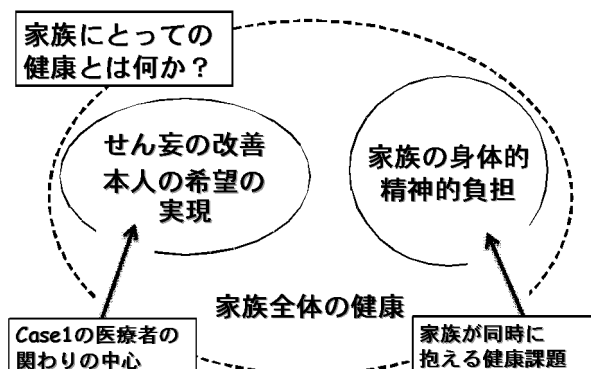 家族にとっての
健康とは何か？
せん妄の改善
本人の希望の
実現
家族の身体的
精神的負担
家族全体の健康
Case1の医療者の
関わりの中心
家族が同時に
抱える健康課題